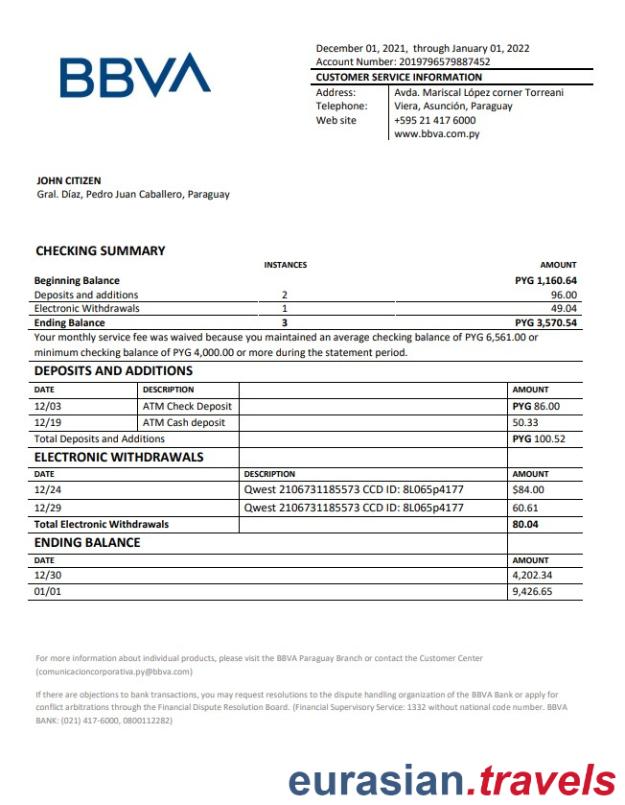 BBVA
December 01, 2021, through January 01, 2022
Account Number: 2019796579887452
CUSTOMER SERVICE INFORMATION
Address: Avda. Mariscal López corner Torreani
Telephone: Viera, Asunción, Paraguay
Web site +595 21 417 6000
www.bbva.com.py
JOHN CITIZEN
Gral. Díaz, Pedro Juan Caballero, Paraguay
CHECKING SUMMARY
INSTANCES AMOUNT
Beginning Balance PYG 1,160.64
Deposits and additions 2 96.00
Electronic Withdrawals 1 49.04
Ending Balance 3 PYG 3,570.54
Your monthly service fee was waived because you maintained an average checking balance of PYG 6,561.00 or
minimum checking balance of PYG 4,000.00 or more during the statement period.
DEPOSITS AND ADDITIONS
DATE DESCRIPTION AMOUNT
12/03 ATM Check Deposit PYG 86.00
12/19 ATM Cash deposit 50.33
Total Deposits and Additions PYG 100.52
ELECTRONIC WITHDRAWALS
DATE DESCRIPTION AMOUNT
12/24 Qwest 2106731185573 CCD ID: 8L065p4177 $84.00
12/29 Qwest 2106731185573 CCD ID: 8L065p4177 60.61
Total Electronic Withdrawals 80.04
ENDING BALANCE
DATE AMOUNT
12/30 4,202.34
01/01 9,426.65
For more information about individual products, please visit the BBVA Paraguay Branch or contact the Customer Center
(comunicacioncorporativa.py@bbva.com)
If there are objections to bank transactions, you may request resolutions to the dispute handling organization of the BBVA Bank or apply for
conflict arbitrations through the Financial Dispute Resolution Board. (Financial Supervisory Service: 1332 without national code number. BBVA
BANK: (021) 417-6000, 0800112282)
eurasian.travels